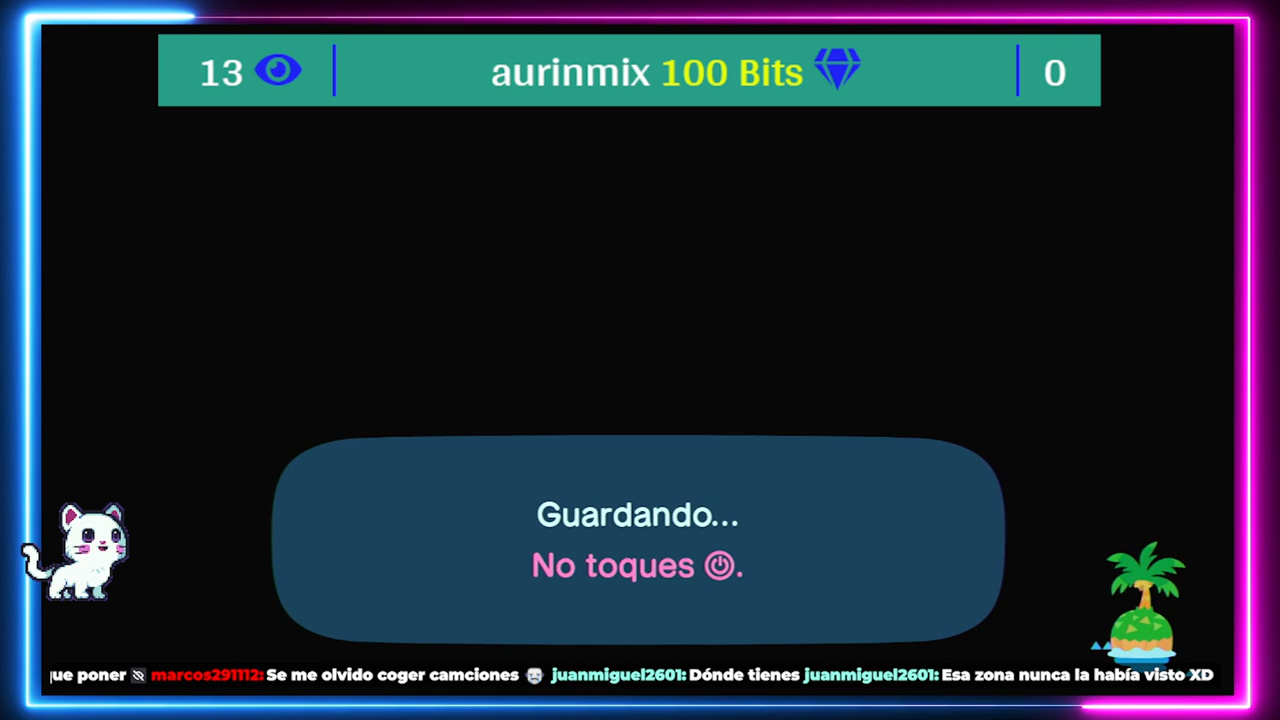 13 aurinmix 100 Bits 0
Guardando...
No toques .
que poner marcos291112: Se me olvido coger camciones juanmiguel2601: Dónde tienes juanmiguel2601: Esa zona nunca la había visto XD